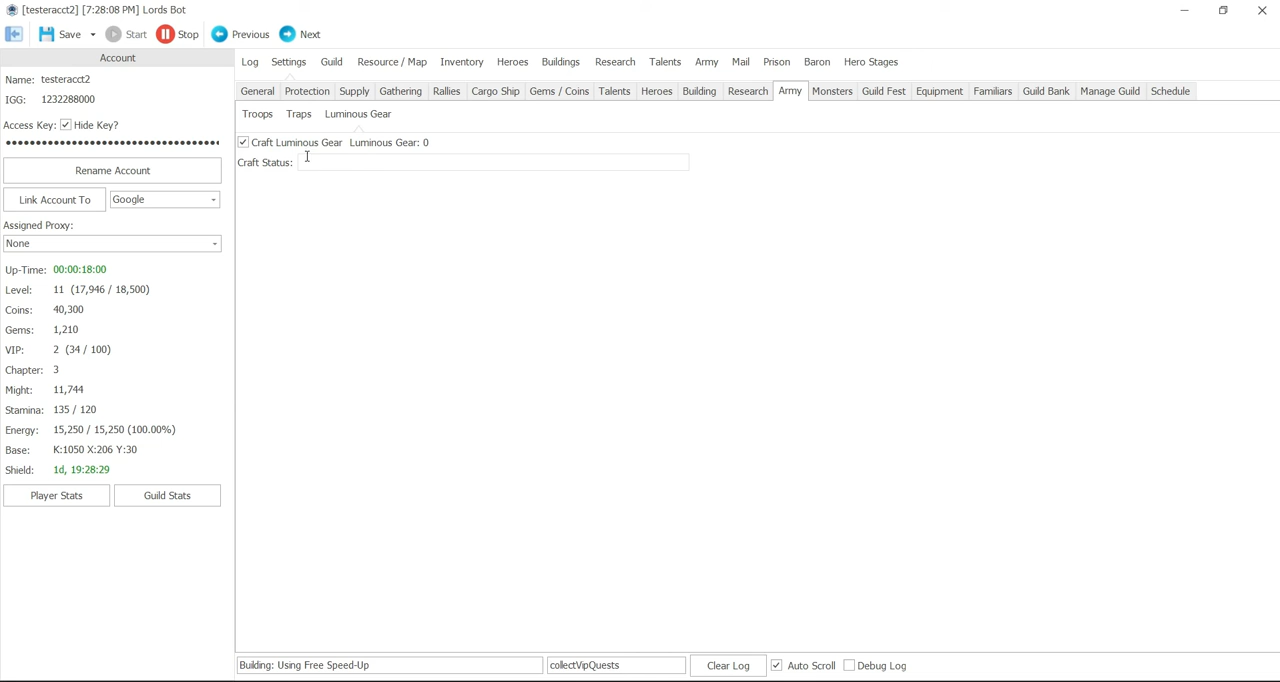 [testeracct2] [7:28:08 PM] Lords Bot
Save Start Stop Previous Next
Account
Name: testeracct2
IGG: 1232288000
Access Key: Hide Key?
Rename Account
Link Account To Google
Assigned Proxy:
None
Up-Time: 00:00:18:00
Level: 11 (17,946 / 18,500)
Coins: 40,300
Gems: 1,210
VIP: 2 (34 / 100)
Chapter: 3
Might: 11,744
Stamina: 135 / 120
Energy: 15,250 / 15,250 (100.00%)
Base: K:1050 X:206 Y:30
Shield: 1d, 19:28:29
Player Stats Guild Stats
Log Settings Guild Resource / Map Inventory Heroes Buildings Research Talents Army Mail Prison Baron Hero Stages
General Protection Supply Gathering Rallies Cargo Ship Gems / Coins Talents Heroes Building Research Army Monsters Guild Fest Equipment Familiars Guild Bank Manage Guild Schedule
Troops Traps Luminous Gear
Craft Luminous Gear Luminous Gear: 0
Craft Status:
Building: Using Free Speed-Up collectVipQuests Clear Log Auto Scroll Debug Log